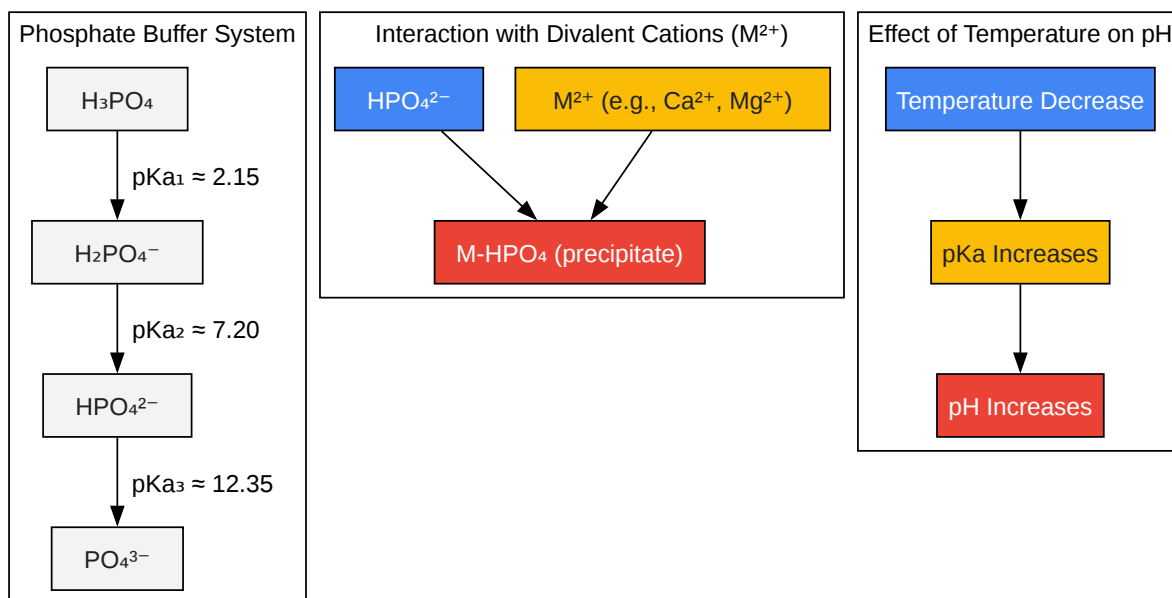 Phosphate Buffer System
H₃PO₄
pKa₁ ≈ 2.15
H₂PO₄⁻
pKa₂ ≈ 7.20
HPO₄²⁻
pKa₃ ≈ 12.35
PO₄³⁻
Interaction with Divalent Cations (M²⁺)
HPO₄²⁻
M²⁺ (e.g., Ca²⁺, Mg²⁺)
M-HPO₄ (precipitate)
Effect of Temperature on pH
Temperature Decrease
pKa Increases
pH Increases